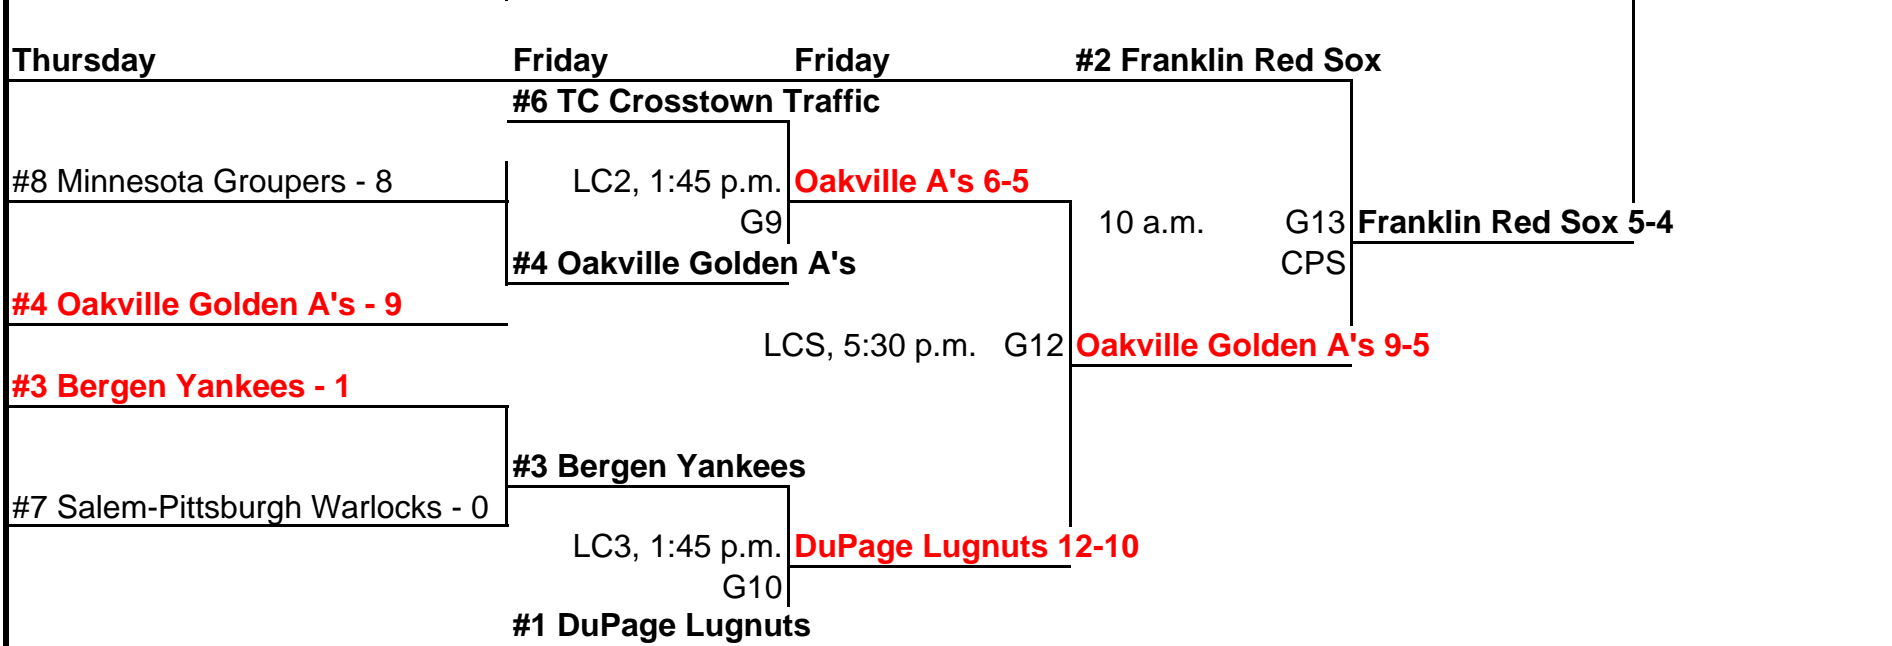 Thursday Friday Friday #2 Franklin Red Sox
#6 TC Crosstown Traffic
#8 Minnesota Groupers - 8 LC2, 1:45 p.m. Oakville A's 6-5
G9 10 a.m. G13 Franklin Red Sox 5-4
#4 Oakville Golden A's CPS
#4 Oakville Golden A's - 9
LCS, 5:30 p.m. G12 Oakville Golden A's 9-5
#3 Bergen Yankees - 1
#3 Bergen Yankees
#7 Salem-Pittsburgh Warlocks - 0
LC3, 1:45 p.m. DuPage Lugnuts 12-10
G10
#1 DuPage Lugnuts